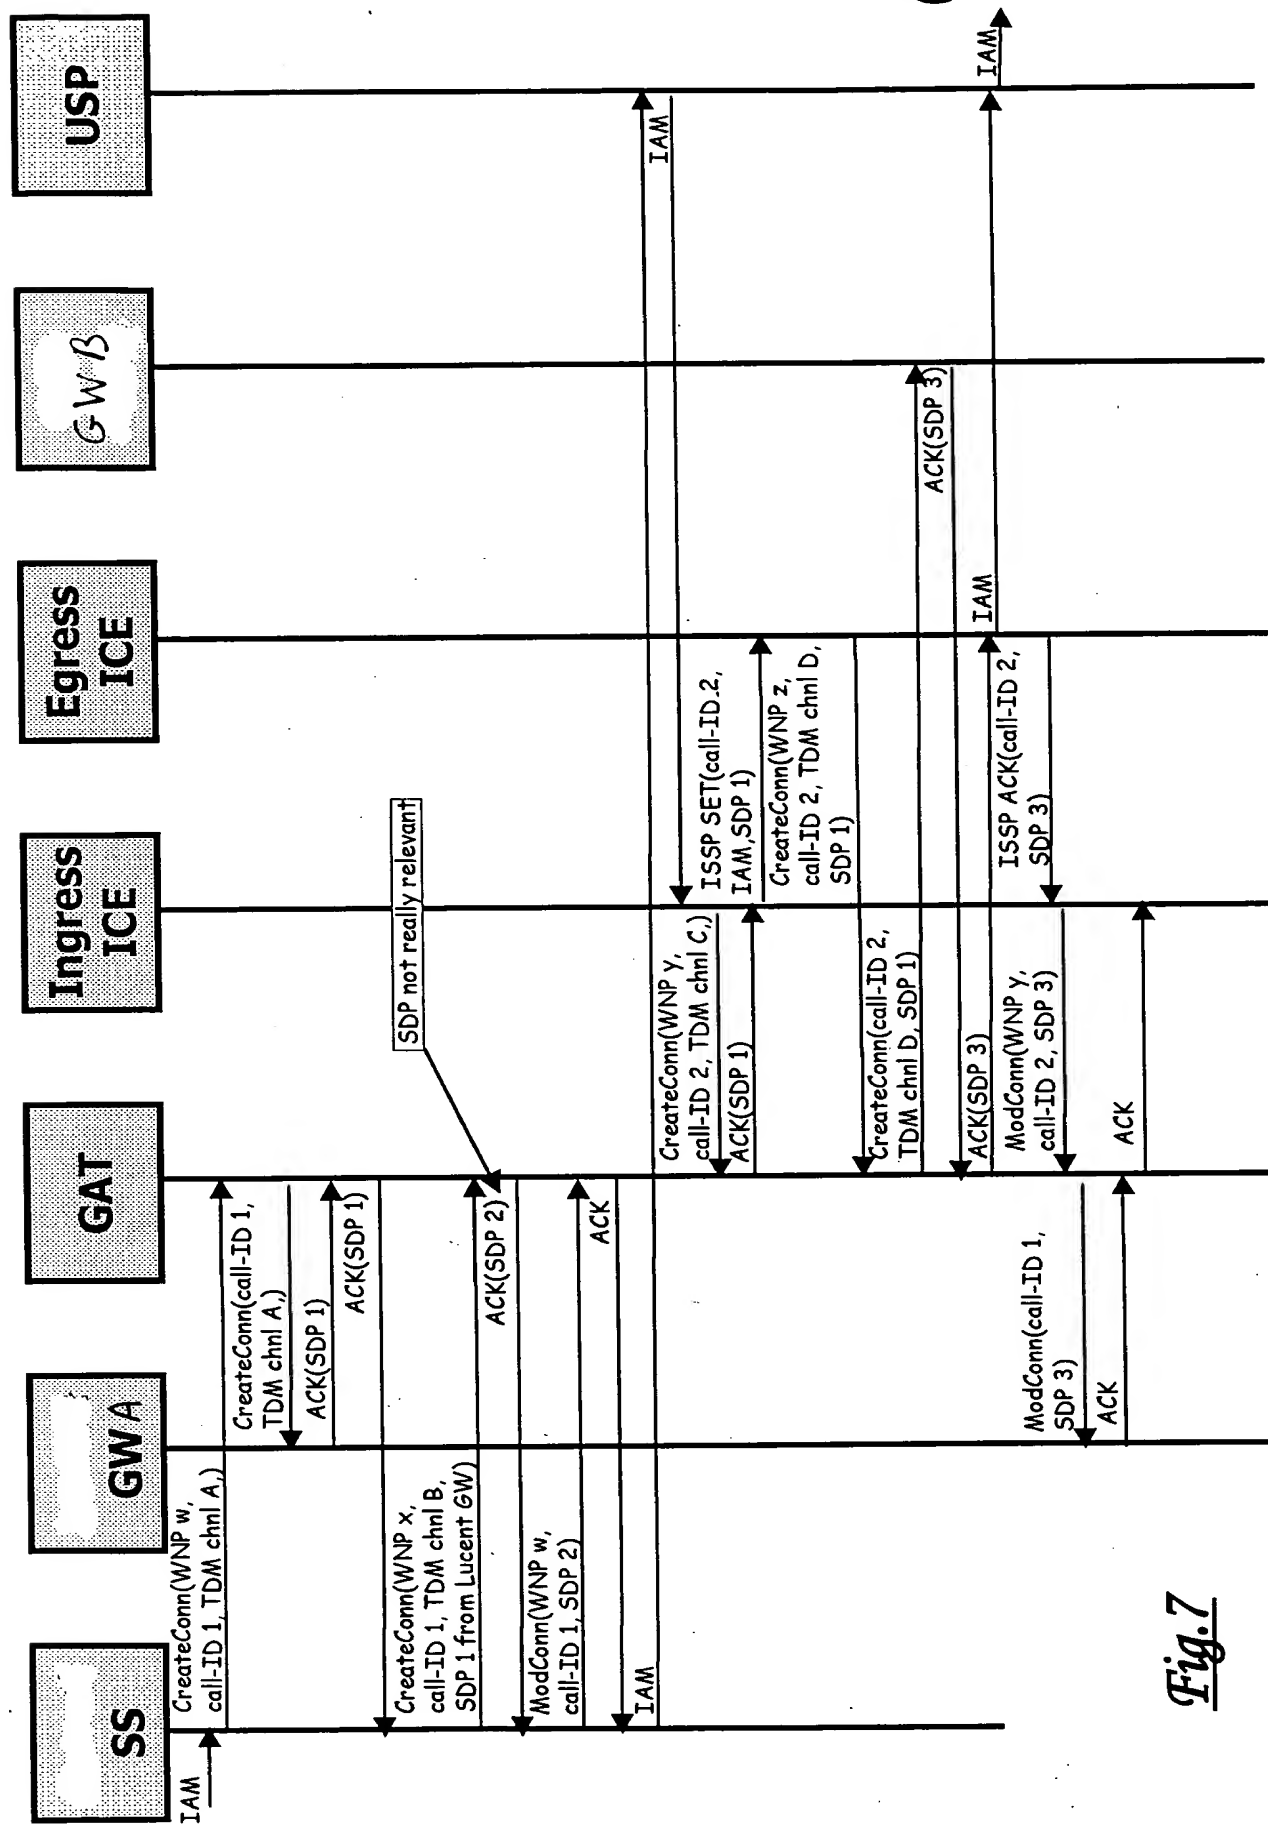 SS
GWA
GAT
Ingress
ICE
Egress
ICE
GWB
USP
IAM
CreateConn(WNP w,
call-ID 1, TDM chnl A,)
CreateConn(call-ID 1,
TDM chnl A,)
ACK(SDP 1)
ACK(SDP 1)
CreateConn(WNP x,
call-ID 1, TDM chnl B,
SDP 1 from Lucent GW)
SDP not really relevant
ACK(SDP 2)
ModConn(WNP w,
call-ID 1, SDP 2)
ACK
IAM
IAM
CreateConn(WNP y,
call-ID 2, TDM chnl C,)
ACK(SDP 1)
ISSP SET(call-ID.2,
IAM,SDP 1)
CreateConn(WNP z,
call-ID 2, TDM chnl D,
SDP 1)
CreateConn(call-ID 2,
TDM chnl D, SDP 1)
ACK(SDP 3)
ACK(SDP 3)
IAM
IAM
ISSP ACK(call-ID 2,
SDP 3)
ModConn(WNP y,
call-ID 2, SDP 3)
ModConn(call-ID 1,
SDP 3)
ACK
ACK
Fig.7